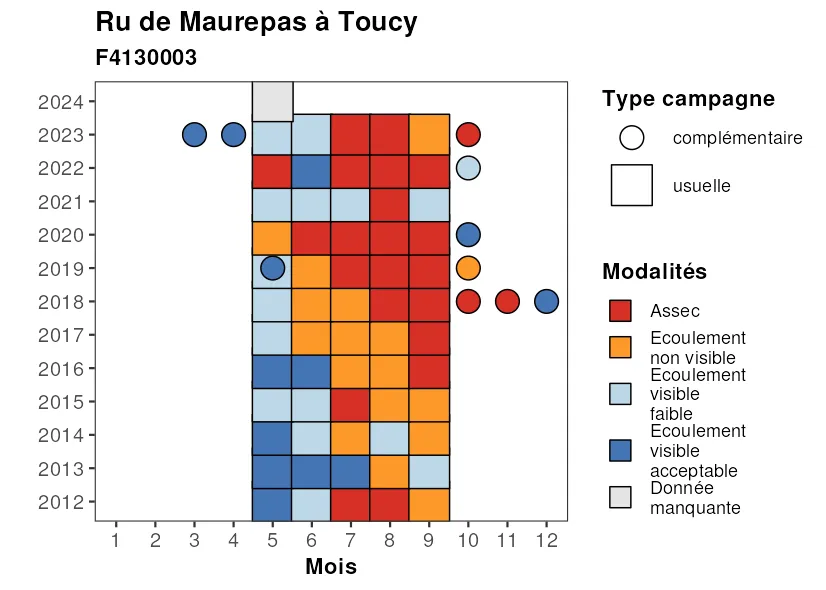 Ru de Maurepas à Toucy
F4130003
2024
2023
2022
2021
2020
2019
2018
2017
2016
2015
2014
2013
2012
1 2 3 4 5 6 7 8 9 10 11 12
Mois
Type campagne
complémentaire
usuelle
Modalités
Assec
Ecoulement
non visible
Ecoulement
visible
faible
Ecoulement
visible
acceptable
Donnée
manquante